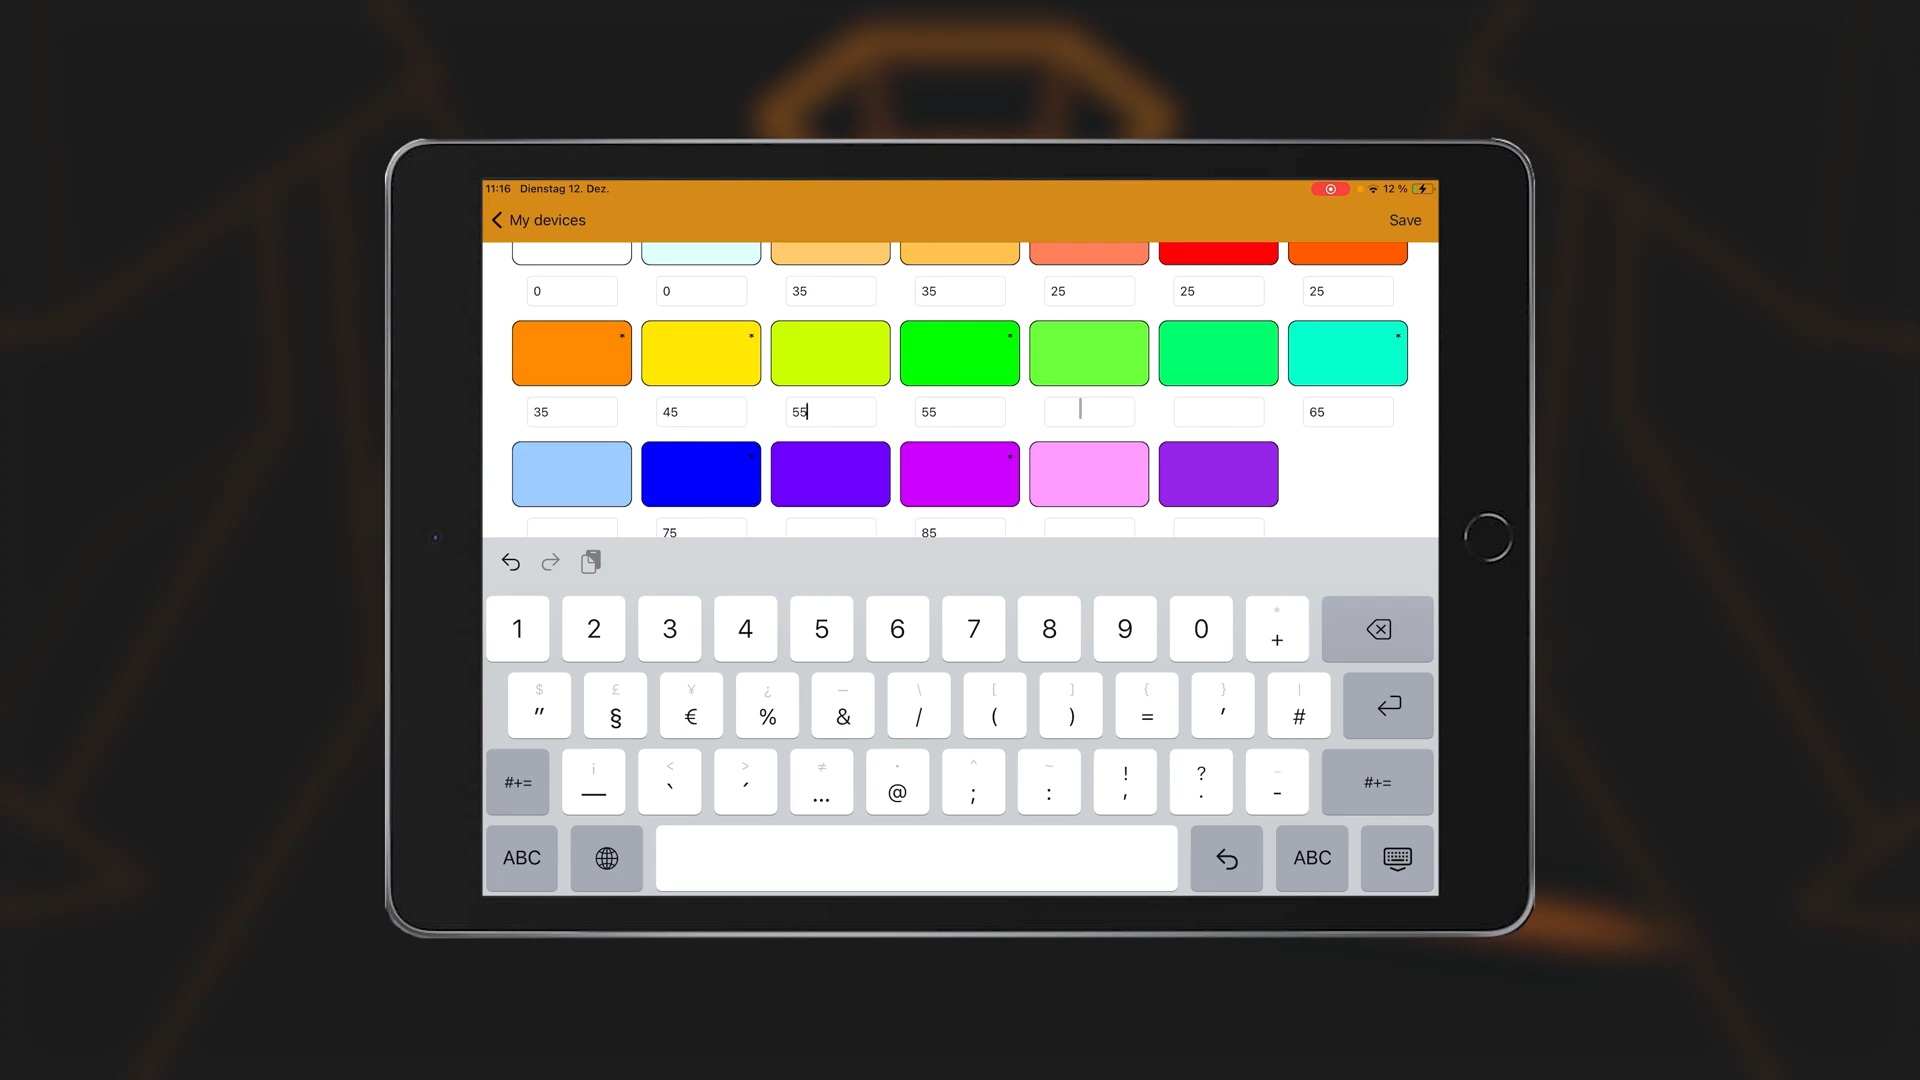 11:16 Dienstag 12. Dez. 12 %
My devices Save
0 0 35 35 25 25 25
* * * *
35 45 55 55 65
* *
75 85
1 2 3 4 5 6 7 8 9 0 * +
$ £ ¥ ¿ — \ [ ] { } |
" § € % & / ( ) = ' #
#+= ¡ < > ≠ · ^ ~ ! ? – #+=
_ ` ´ ... @ ; : , . -
ABC ABC